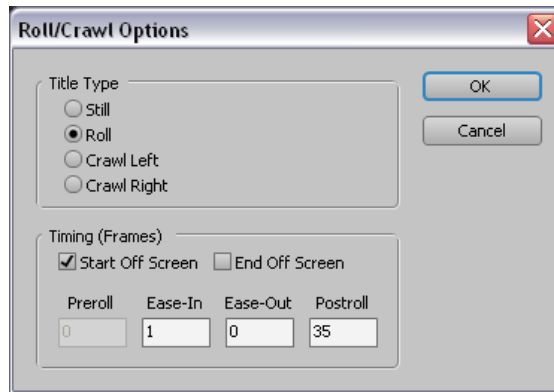 Roll/Crawl Options
Title Type
Still
Roll
Crawl Left
Crawl Right
OK
Cancel
Timing (Frames)
Start Off Screen End Off Screen
Preroll Ease-In Ease-Out Postroll
0 1 0 35